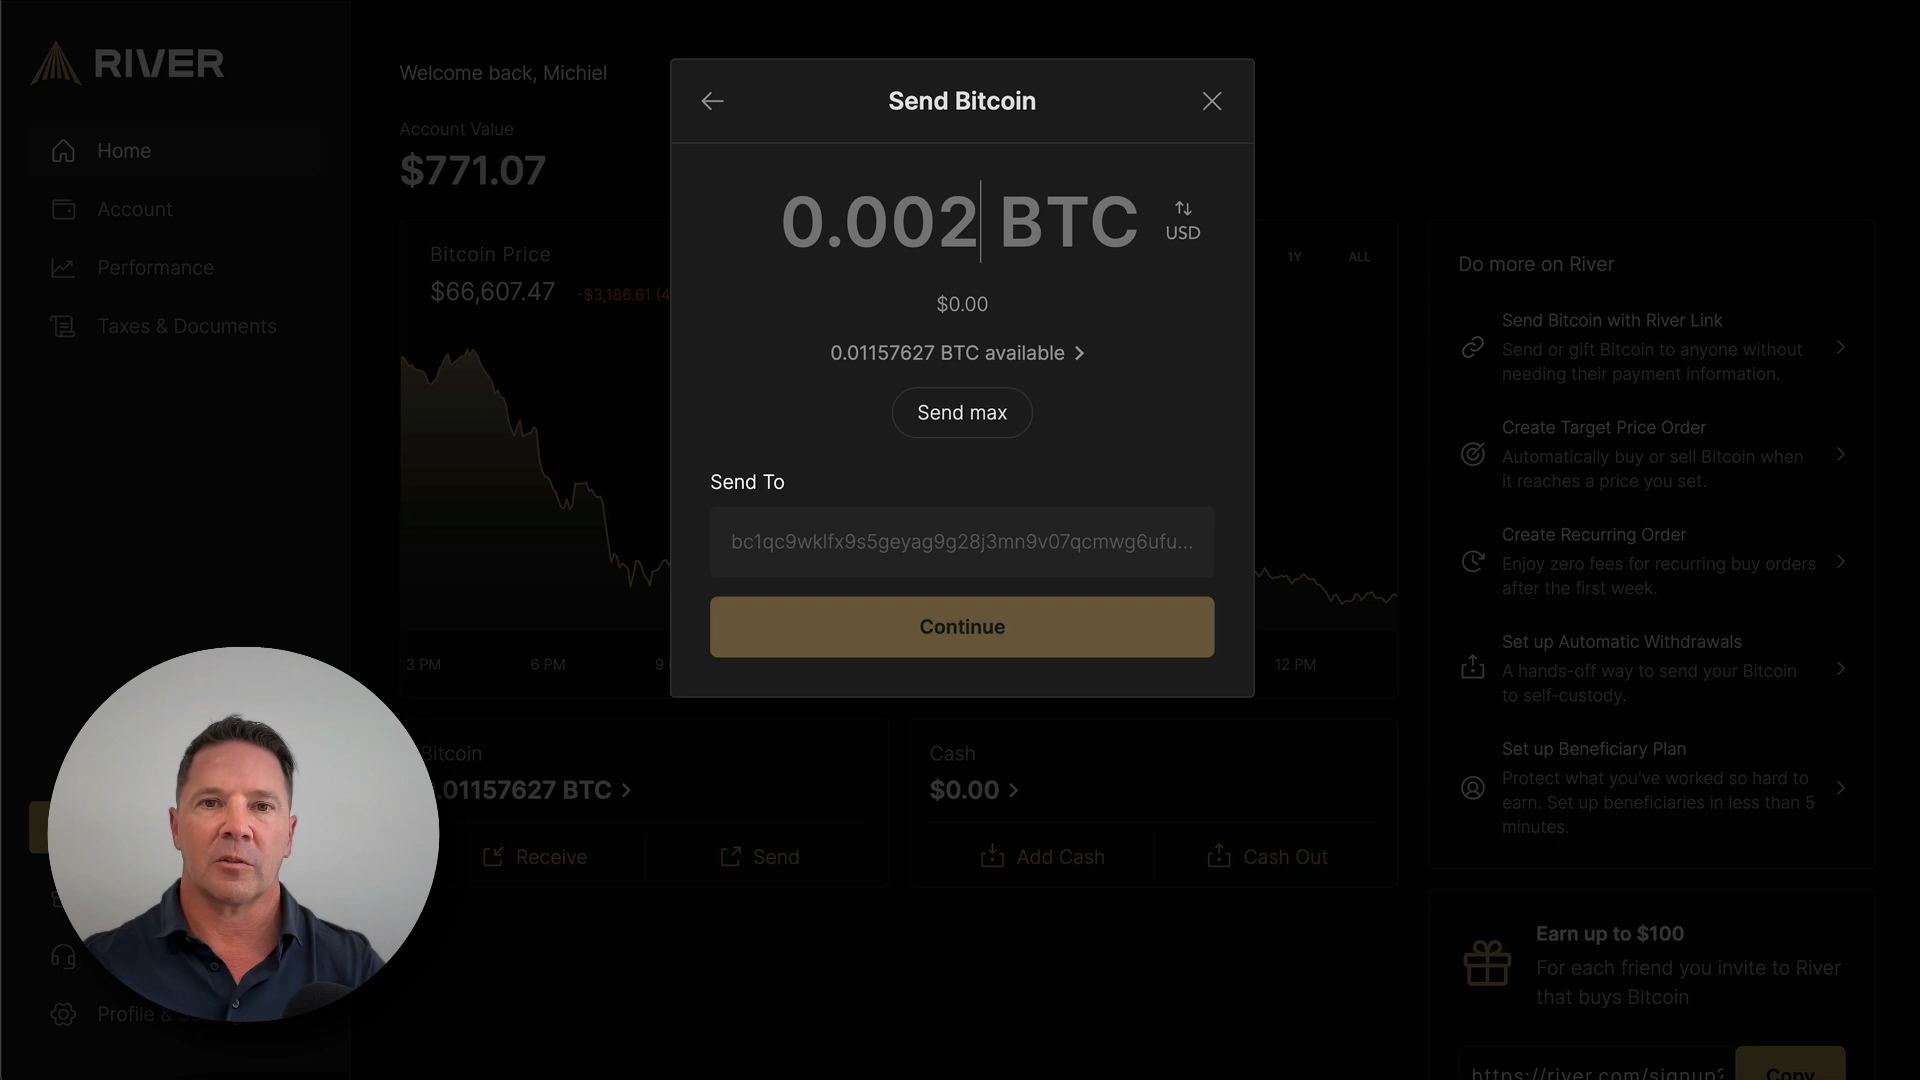 RIVER
Home
Account
Performance
Taxes & Documents
Profile &
Welcome back, Michiel
Account Value
$771.07
Bitcoin Price
$66,607.47
-$3,186.61 (4
1Y
ALL
3 PM
6 PM
9
12 PM
Send Bitcoin
0.002 BTC
USD
$0.00
0.01157627 BTC available
Send max
Send To
bc1qc9wklfx9s5geyag9g28j3mn9v07qcmwg6ufu...
Continue
Bitcoin
.01157627 BTC
Receive
Send
Cash
$0.00
Add Cash
Cash Out
Do more on River
Send Bitcoin with River Link
Send or gift Bitcoin to anyone without
needing their payment information.
Create Target Price Order
Automatically buy or sell Bitcoin when
it reaches a price you set.
Create Recurring Order
Enjoy zero fees for recurring buy orders
after the first week.
Set up Automatic Withdrawals
A hands-off way to send your Bitcoin
to self-custody.
Set up Beneficiary Plan
Protect what you've worked so hard to
earn. Set up beneficiaries in less than 5
minutes.
Earn up to $100
For each friend you invite to River
that buys Bitcoin
https://river.com/signup?
Copy